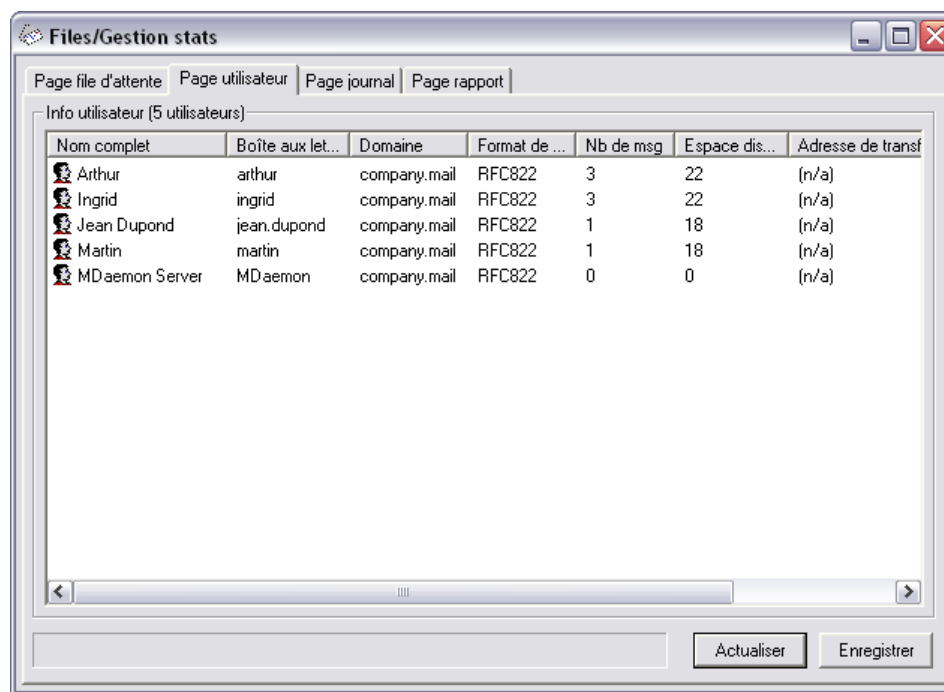 Files/Gestion stats
Page file d'attente Page utilisateur Page journal Page rapport
Info utilisateur (5 utilisateurs)
Nom complet Boîte aux let... Domaine Format de ... Nb de msg Espace dis... Adresse de transf
Arthur arthur company.mail RFC822 3 22 (n/a)
Ingrid ingrid company.mail RFC822 3 22 (n/a)
Jean Dupond jean.dupond company.mail RFC822 1 18 (n/a)
Martin martin company.mail RFC822 1 18 (n/a)
MDaemon Server MDaemon company.mail RFC822 0 0 (n/a)
Actualiser Enregistrer